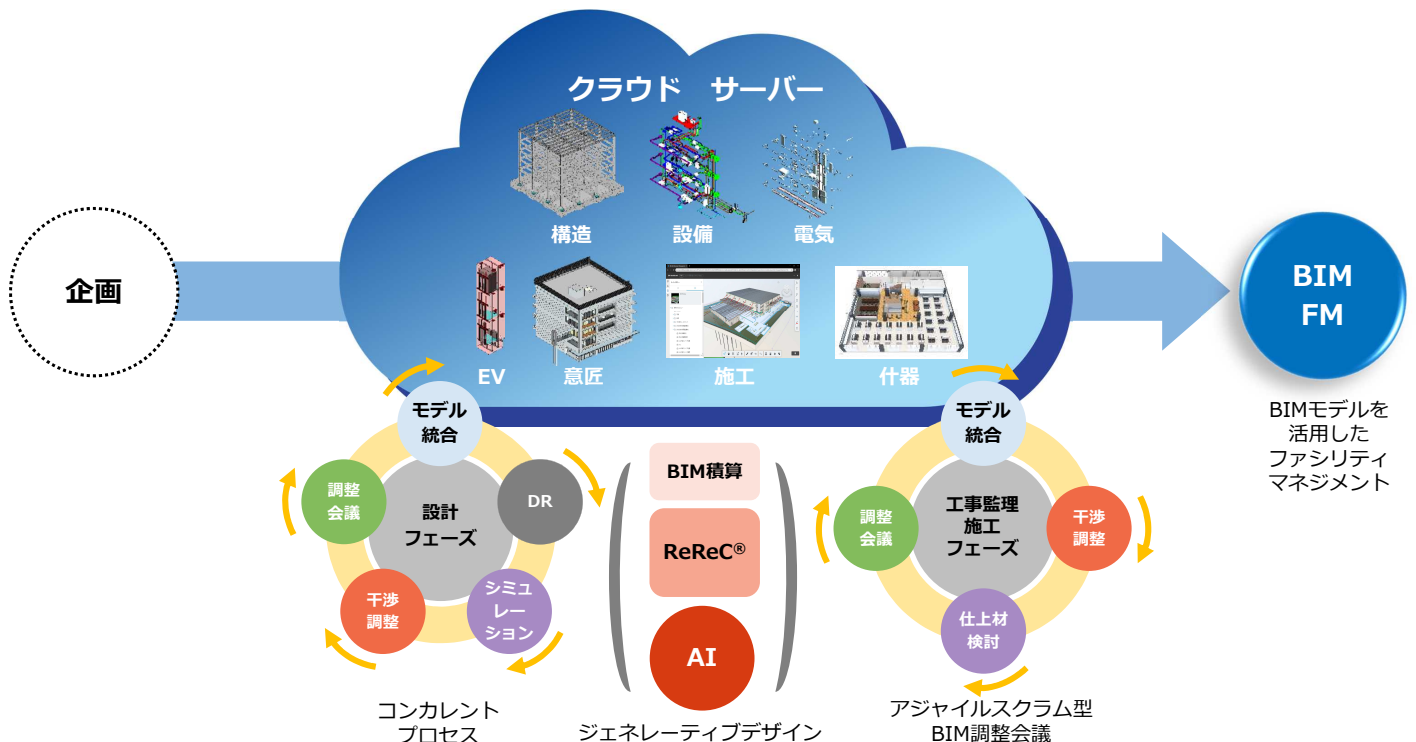 クラウド サーバー
構造
設備
電気
企画
BIM
FM
EV
意匠
施工
什器
BIMモデルを
活用した
ファシリティ
マネジメント
モデル
統合
DR
シミュ
レー
ション
干渉
調整
調整
会議
設計
フェーズ
コンカレント
プロセス
BIM積算
ReReC®
AI
ジェネレーティブデザイン
モデル
統合
干渉
調整
仕上材
検討
調整
会議
工事監理
施工
フェーズ
アジャイルスクラム型
BIM調整会議